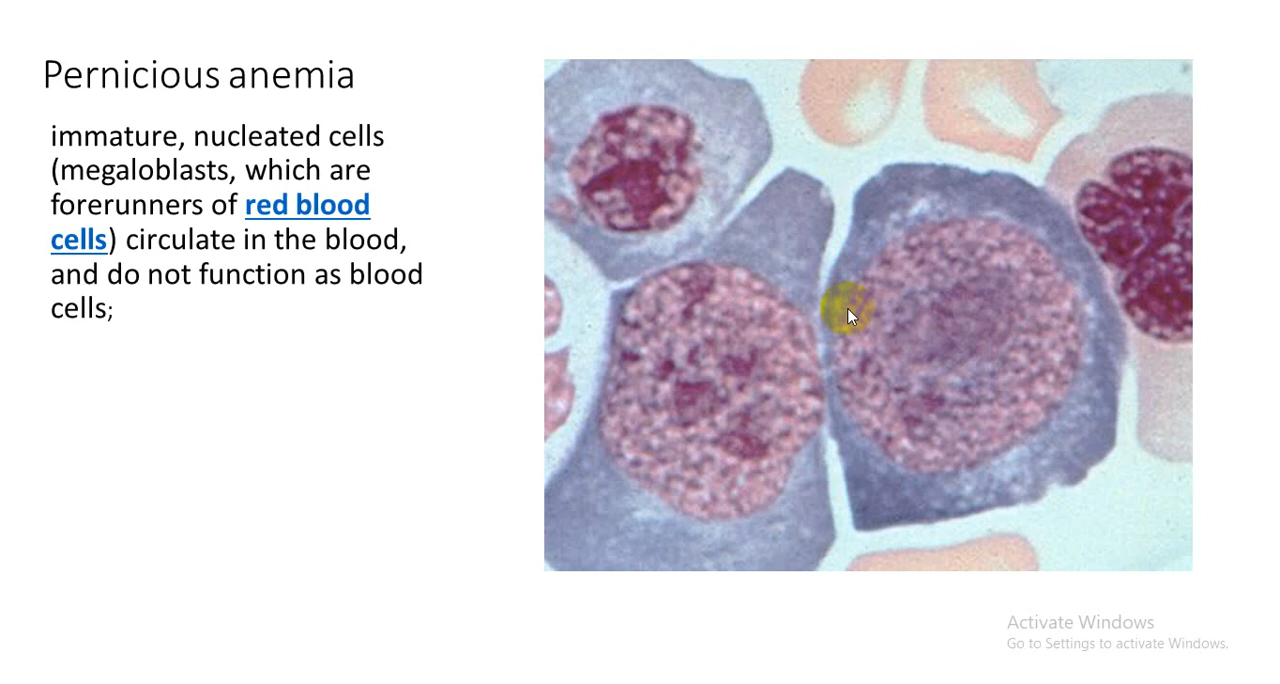 Pernicious anemia
immature, nucleated cells
(megaloblasts, which are
forerunners of red blood
cells) circulate in the blood,
and do not function as blood
cells;
Activate Windows
Go to Settings to activate Windows.